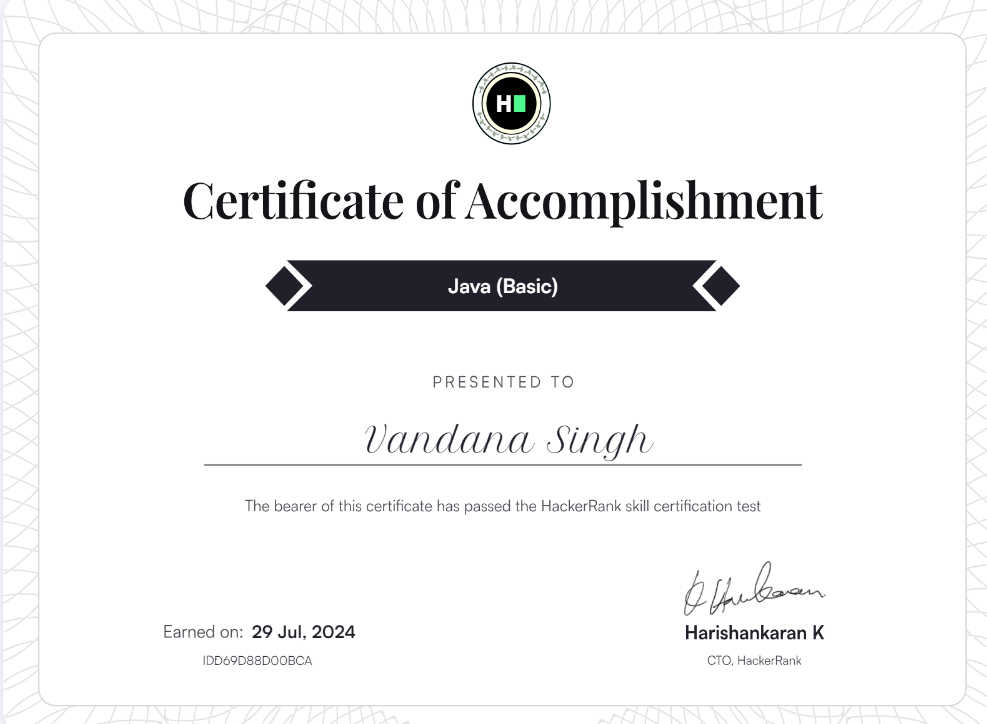 H
Certificate of Accomplishment
Java (Basic)
PRESENTED TO
Vandana Singh
The bearer of this certificate has passed the HackerRank skill certification test
Earned on: 29 Jul, 2024
IDD69D88D00BCA
Harishankaran K
CTO, HackerRank